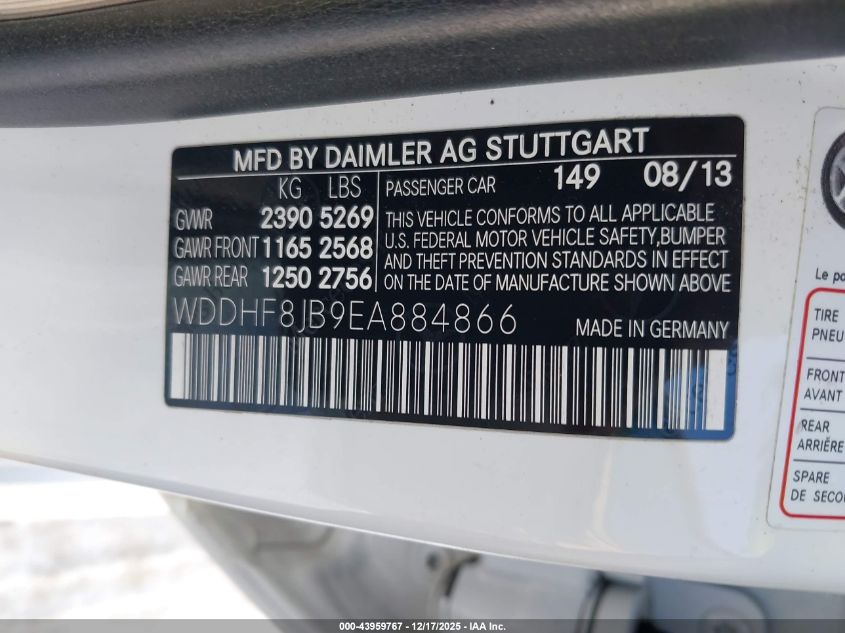 MFD BY DAIMLER AG STUTTGART
KG LBS
GVWR 2390 5269
GAWR FRONT 1165 2568
GAWR REAR 1250 2756
PASSENGER CAR 149 08/13
THIS VEHICLE CONFORMS TO ALL APPLICABLE
U.S. FEDERAL MOTOR VEHICLE SAFETY,BUMPER
AND THEFT PREVENTION STANDARDS IN EFFECT
ON THE DATE OF MANUFACTURE SHOWN ABOVE
WDDHF8JB9EA884866
MADE IN GERMANY
Le po
TIRE
PNEU
FRONT
AVANT
REAR
ARRIÈRE
SPARE
DE SECOU
000-43959767 - 12/17/2025 - IAA Inc.